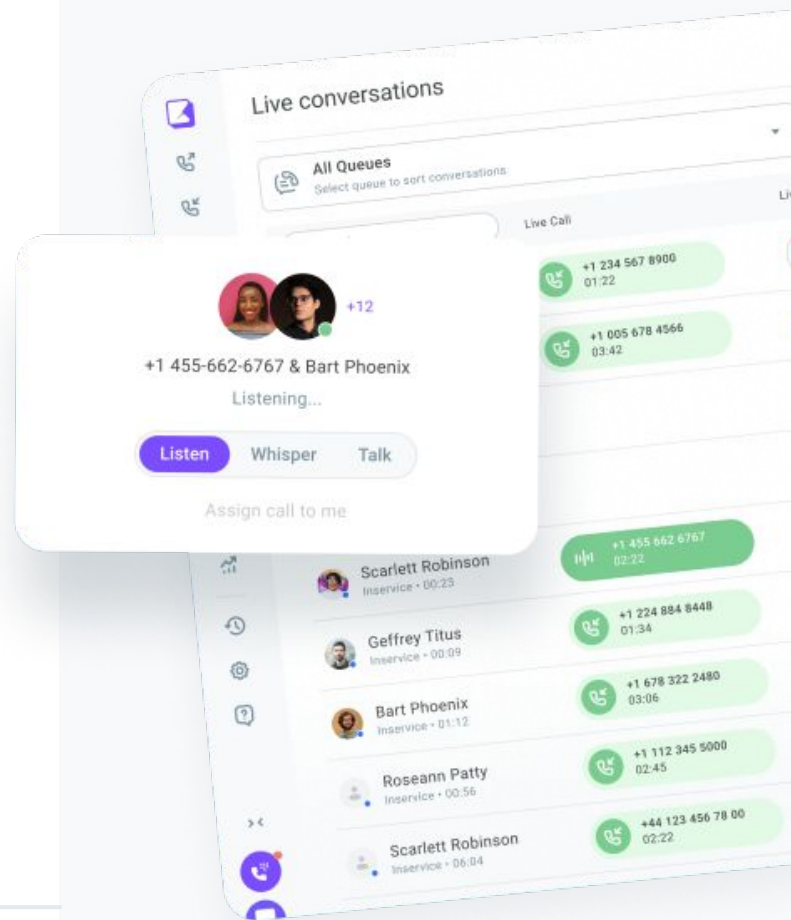 Live conversations
All Queues
Select queue to sort conversations
Live Call
+1 234 567 8900
01:22
+1 005 678 4566
03:42
+12
+1 455-662-6767 & Bart Phoenix
Listening...
Listen Whisper Talk
Assign call to me
Scarlett Robinson
Inservice • 00:23
+1 455 662 6767
02:22
Geffrey Titus
Inservice • 00:09
+1 224 884 8448
01:34
Bart Phoenix
Inservice • 01:12
+1 678 322 2480
03:06
Roseann Patty
Inservice • 00:56
+1 112 345 5000
02:45
Scarlett Robinson
Inservice • 06:04
+44 123 456 78 00
02:22